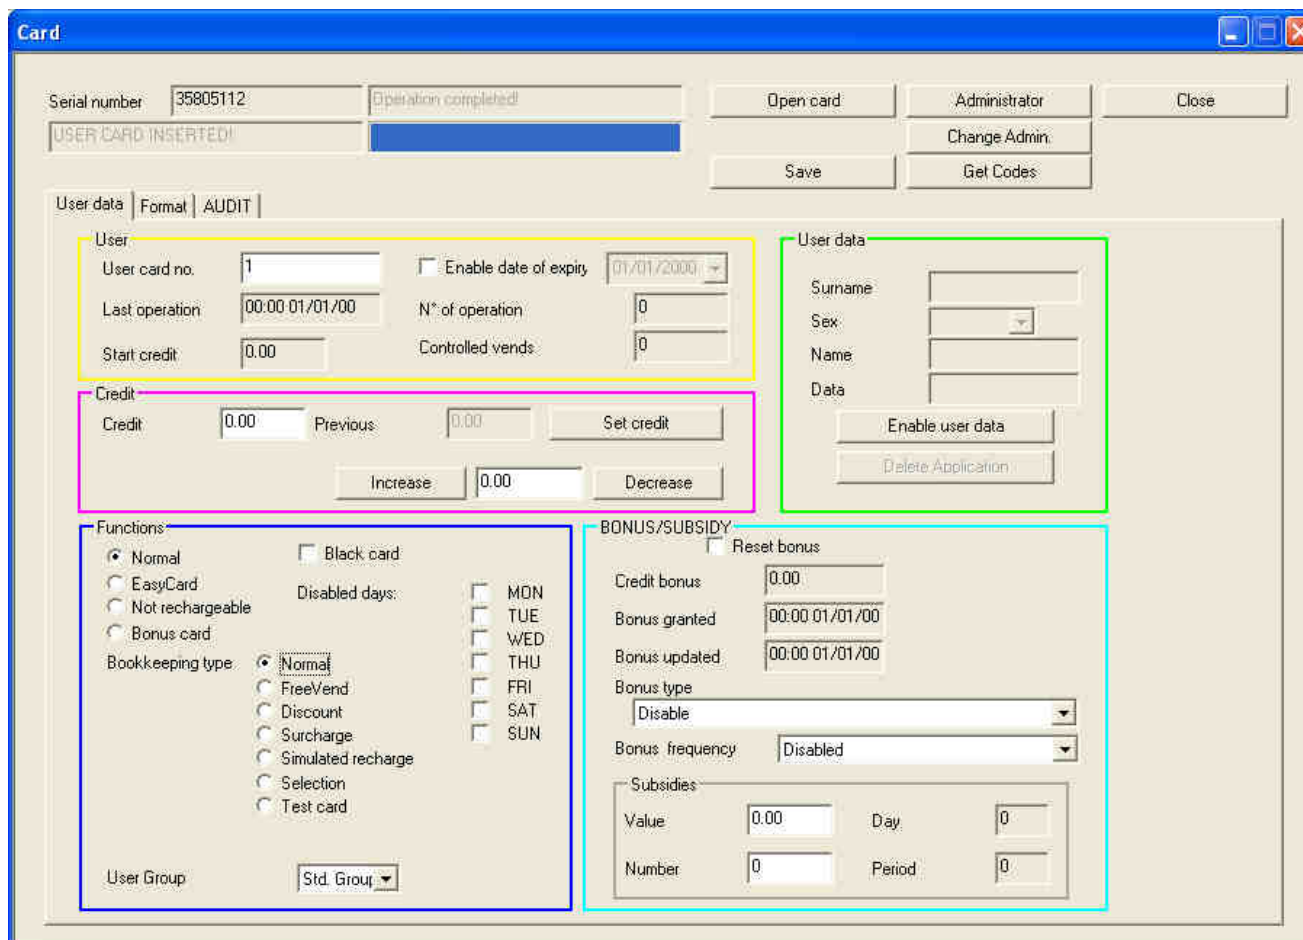 Card
Serial number 35805112 Operation completed! Open card Administrator Close
USER CARD INSERTED! Change Admin.
Save Get Codes
User data Format AUDIT
User
User card no. 1 Enable date of expiry 01/01/2000
Last operation 00:00 01/01/00 N° of operation 0
Start credit 0.00 Controlled vends 0
User data
Surname
Sex
Name
Data
Enable user data
Delete Application
Credit
Credit 0.00 Previous 0.00 Set credit
Increase 0.00 Decrease
Functions
Normal Black card
EasyCard Disabled days:
Not rechargeable
Bonus card
MON
TUE
WED
THU
FRI
SAT
SUN
Bookkeeping type Normal
FreeVend
Discount
Surcharge
Simulated recharge
Selection
Test card
User Group Std. Group
BONUS/SUBSIDY
Reset bonus
Credit bonus 0.00
Bonus granted 00:00 01/01/00
Bonus updated 00:00 01/01/00
Bonus type
Disable
Bonus frequency Disabled
Subsidies
Value 0.00 Day 0
Number 0 Period 0